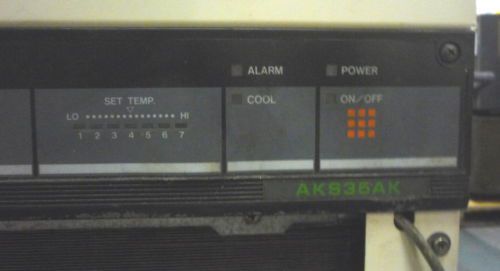 ALARM POWER
SET TEMP. COOL ON/OFF
LO HI
1 2 3 4 5 6 7
AKS35AK